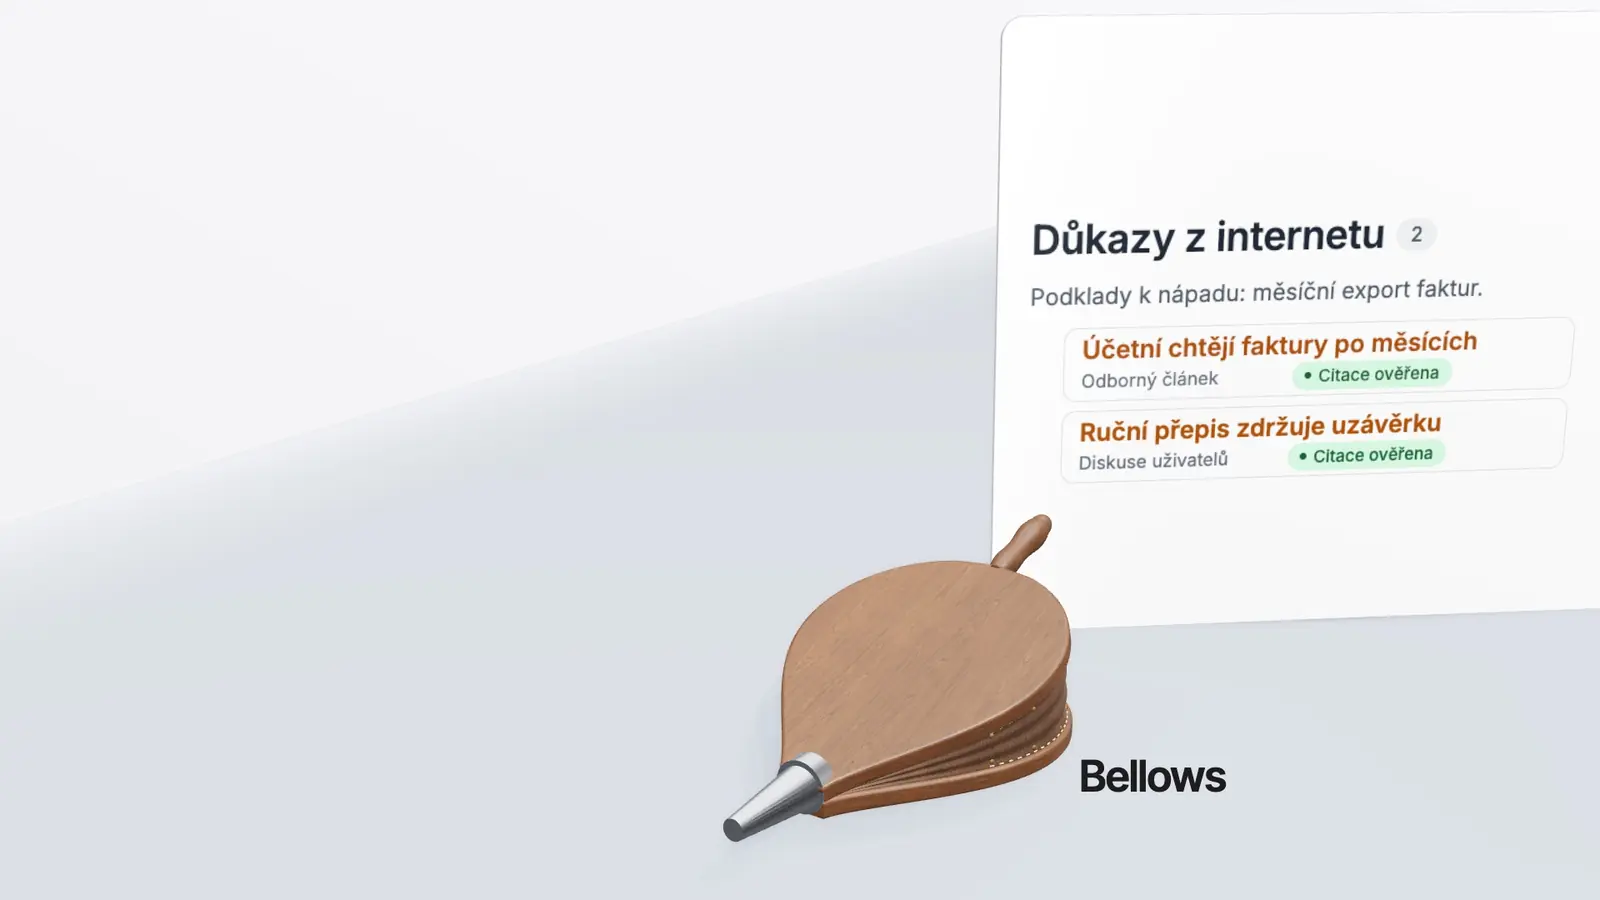 Důkazy z internetu 2
Podklady k nápadu: měsíční export faktur.
Účetní chtějí faktury po měsících
Odborný článek • Citace ověřena
Ruční přepis zdržuje uzávěrku
Diskuse uživatelů • Citace ověřena
Bellows